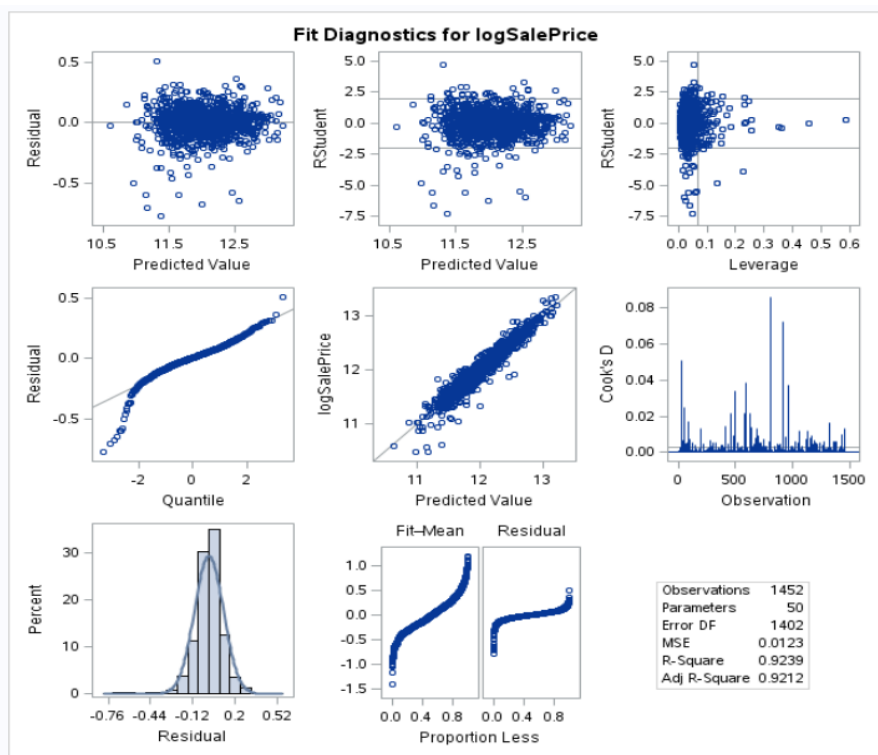 Fit Diagnostics for logSalePrice
0.5
0.0
-0.5
Residual
10.5 11.5 12.5
Predicted Value
5.0
2.5
0.0
-2.5
-5.0
-7.5
RStudent
10.5 11.5 12.5
Predicted Value
5.0
2.5
0.0
-2.5
-5.0
-7.5
RStudent
0.0 0.1 0.2 0.3 0.4 0.5 0.6
Leverage
0.5
0.0
-0.5
Residual
-2 0 2
Quantile
13
12
11
logSalePrice
11 12 13
Predicted Value
0.08
0.06
0.04
0.02
0.00
Cook's D
0 500 1000 1500
Observation
30
20
10
0
Percent
-0.76 -0.44 -0.12 0.2 0.52
Residual
Fit–Mean Residual
1.0
0.5
0.0
-0.5
-1.0
-1.5
0.0 0.4 0.8 0.0 0.4 0.8
Proportion Less
Observations 1452
Parameters 50
Error DF 1402
MSE 0.0123
R-Square 0.9239
Adj R-Square 0.9212